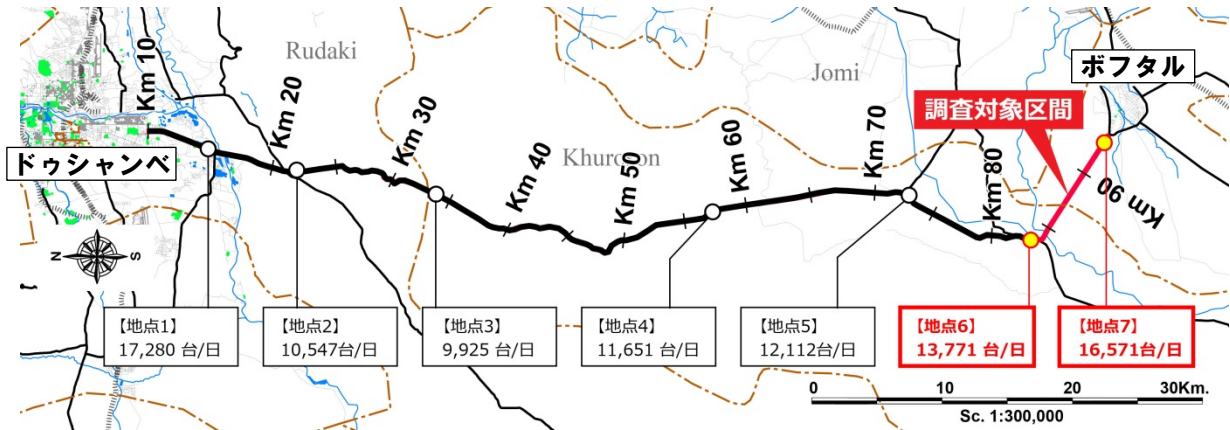 Rudaki
Jomi
Khuroson
ドゥシャンベ
ボフタル
調査対象区間
Km 10
Km 20
Km 30
Km 40
Km 50
Km 60
Km 70
Km 80
Km 90
N
S
【地点1】
17,280 台/日
【地点2】
10,547台/日
【地点3】
9,925 台/日
【地点4】
11,651 台/日
【地点5】
12,112台/日
【地点6】
13,771 台/日
【地点7】
16,571台/日
0 10 20 30Km.
Sc. 1:300,000